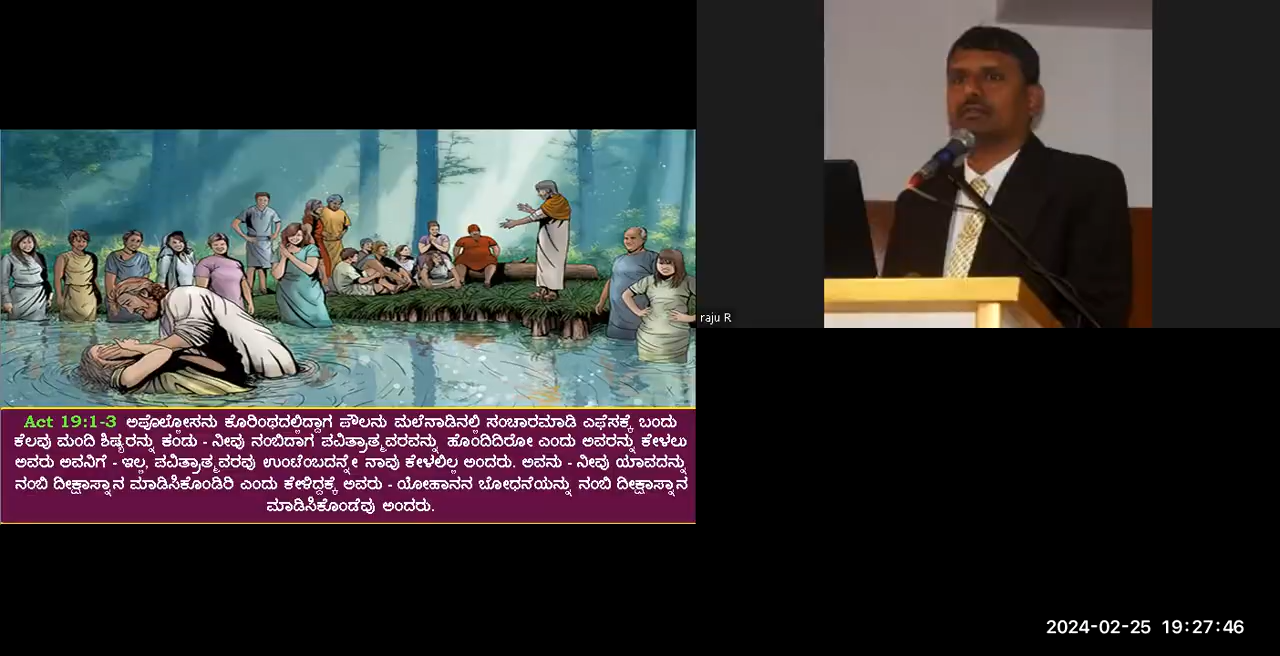 Act 19:1-3 ಅಪೊಲ್ಲೋಸನು ಕೊರಿಂಥದಲ್ಲಿದ್ದಾಗ ಪೌಲನು ಮಲೆನಾಡಿನಲ್ಲಿ ಸಂಚಾರಮಾಡಿ ಎಫೆಸಕ್ಕೆ ಬಂದು
ಕೆಲವು ಮಂದಿ ಶಿಷ್ಯರನ್ನು ಕಂಡು - ನೀವು ನಂಬಿದಾಗ ಪವಿತ್ರಾತ್ಮವರವನ್ನು ಹೊಂದಿದಿರೋ ಎಂದು ಅವರನ್ನು ಕೇಳಲು
ಅವರು ಅವನಿಗೆ - ಇಲ್ಲ, ಪವಿತ್ರಾತ್ಮವರವು ಉಂಟೆಂಬದನ್ನೇ ನಾವು ಕೇಳಲಿಲ್ಲ ಅಂದರು. ಅವನು - ನೀವು ಯಾವದನ್ನು
ನಂಬಿ ದೀಕ್ಷಾಸ್ನಾನ ಮಾಡಿಸಿಕೊಂಡಿರಿ ಎಂದು ಕೇಳಿದ್ದಕ್ಕೆ ಅವರು - ಯೋಹಾನನ ಬೋಧನೆಯನ್ನು ನಂಬಿ ದೀಕ್ಷಾಸ್ನಾನ
ಮಾಡಿಸಿಕೊಂಡೆವು ಅಂದರು.
raju R
2024-02-25 19:27:46